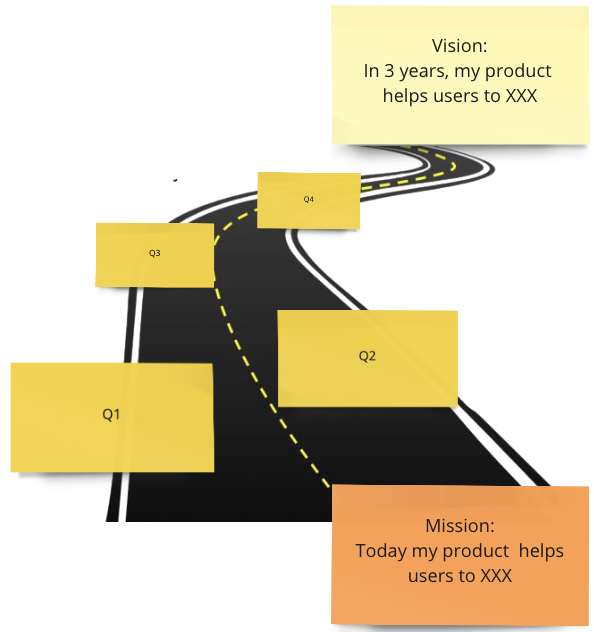 Vision:
In 3 years, my product
helps users to XXX
Q4
Q3
Q2
Q1
Mission:
Today my product  helps
users to XXX